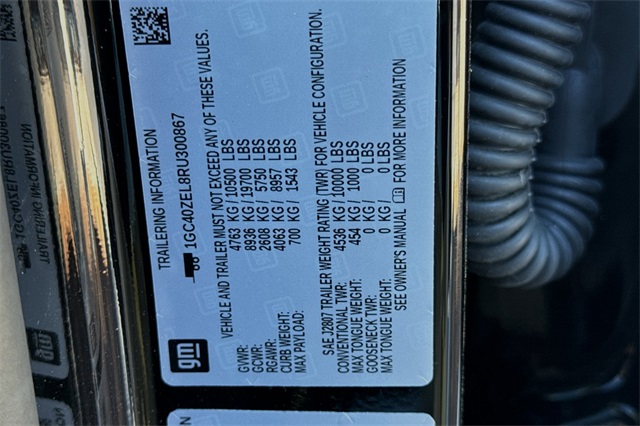 TRAILERING INFORMATION
1GC40ZEL8RU300867
VEHICLE AND TRAILER MUST NOT EXCEED ANY OF THESE VALUES.
GVWR: 4763 KG / 10500 LBS
GCWR: 8936 KG / 19700 LBS
RGAWR: 2608 KG / 5750 LBS
CURB WEIGHT: 4063 KG / 8957 LBS
MAX PAYLOAD: 700 KG / 1543 LBS
SAE J2807 TRAILER WEIGHT RATING (TWR) FOR VEHICLE CONFIGURATION.
CONVENTIONAL TWR: 4536 KG / 10000 LBS
MAX TONGUE WEIGHT: 454 KG / 1000 LBS
GOOSENECK TWR: 0 KG / 0 LBS
MAX TONGUE WEIGHT: 0 KG / 0 LBS
SEE OWNER'S MANUAL FOR MORE INFORMATION
gm
TRAILERING INFORMATION
1GC40ZEL8RU300867
gm